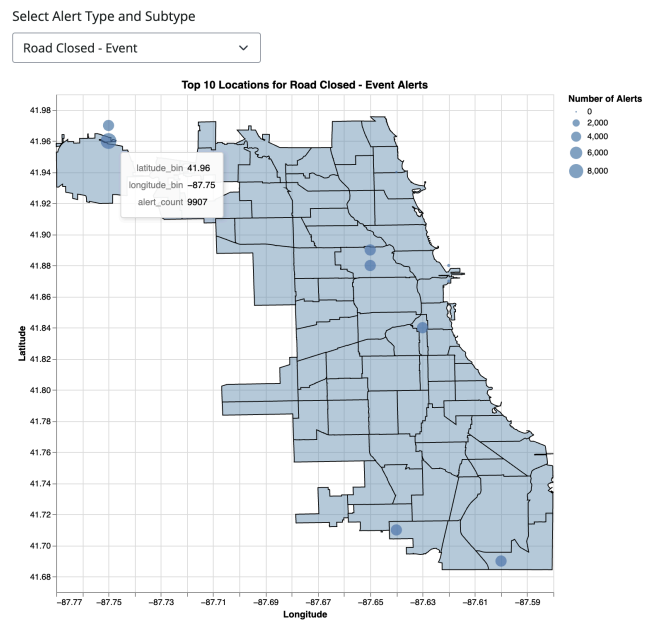 Select Alert Type and Subtype
Road Closed - Event
Top 10 Locations for Road Closed - Event Alerts
Number of Alerts
0
2,000
4,000
6,000
8,000
41.98
41.96
41.94
41.92
41.90
41.88
41.86
41.84
41.82
41.80
41.78
41.76
41.74
41.72
41.70
41.68
Latitude
latitude_bin 41.96
longitude_bin −87.75
alert_count 9907
−87.77 −87.75 −87.73 −87.71 −87.69 −87.67 −87.65 −87.63 −87.61 −87.59
Longitude